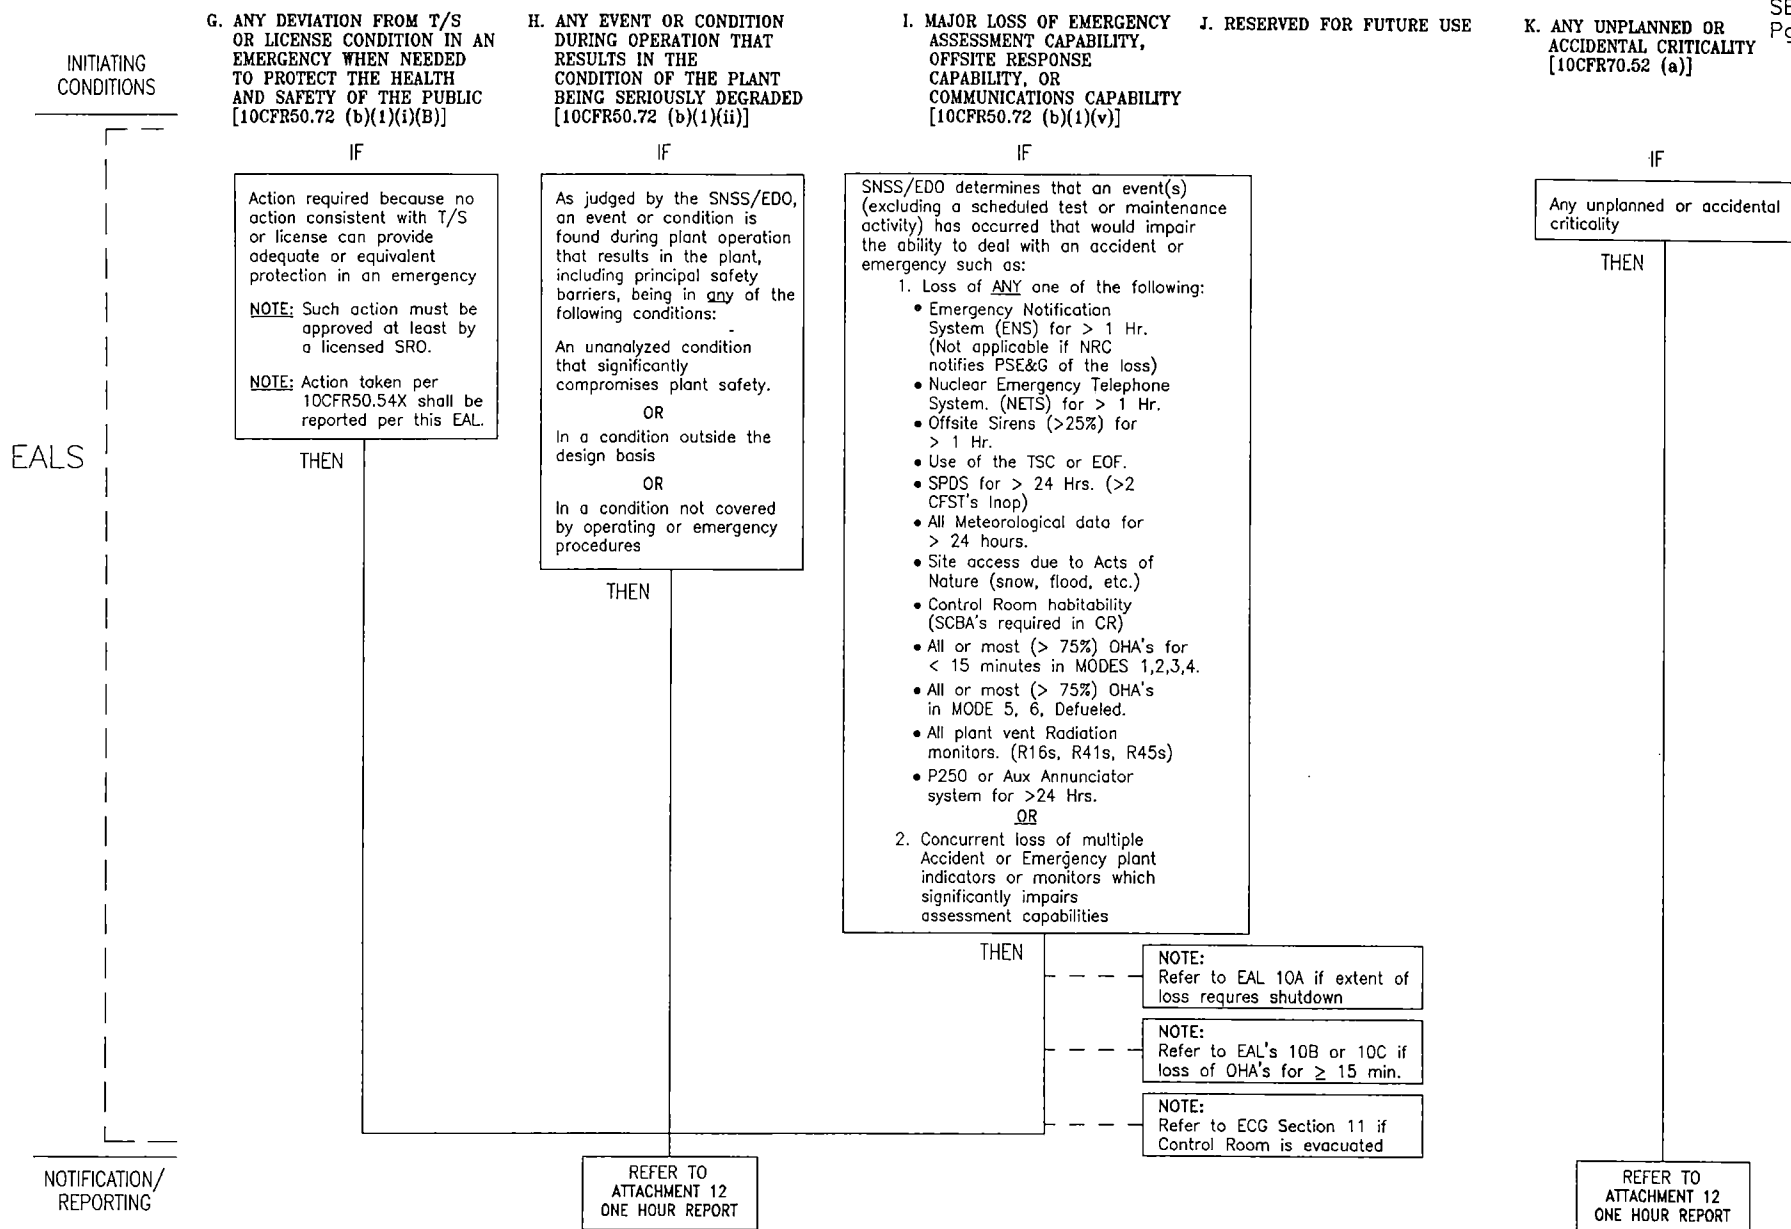 SE
Pg
INITIATING
CONDITIONS
G. ANY DEVIATION FROM T/S
OR LICENSE CONDITION IN AN
EMERGENCY WHEN NEEDED
TO PROTECT THE HEALTH
AND SAFETY OF THE PUBLIC
[10CFR50.72 (b)(1)(i)(B)]
H. ANY EVENT OR CONDITION
DURING OPERATION THAT
RESULTS IN THE
CONDITION OF THE PLANT
BEING SERIOUSLY DEGRADED
[10CFR50.72 (b)(1)(ii)]
I. MAJOR LOSS OF EMERGENCY
ASSESSMENT CAPABILITY,
OFFSITE RESPONSE
CAPABILITY, OR
COMMUNICATIONS CAPABILITY
[10CFR50.72 (b)(1)(v)]
J. RESERVED FOR FUTURE USE
K. ANY UNPLANNED OR
ACCIDENTAL CRITICALITY
[10CFR70.52 (a)]
EALS
IF
Action required because no
action consistent with T/S
or license can provide
adequate or equivalent
protection in an emergency
NOTE: Such action must be
approved at least by
a licensed SRO.
NOTE: Action taken per
10CFR50.54X shall be
reported per this EAL.
THEN
IF
As judged by the SNSS/EDO,
an event or condition is
found during plant operation
that results in the plant,
including principal safety
barriers, being in any of the
following conditions:
An unanalyzed condition
that significantly
compromises plant safety.
OR
In a condition outside the
design basis
OR
In a condition not covered
by operating or emergency
procedures
THEN
IF
SNSS/EDO determines that an event(s)
(excluding a scheduled test or maintenance
activity) has occurred that would impair
the ability to deal with an accident or
emergency such as:
1. Loss of ANY one of the following:
• Emergency Notification
System (ENS) for > 1 Hr.
(Not applicable if NRC
notifies PSE&G of the loss)
• Nuclear Emergency Telephone
System. (NETS) for > 1 Hr.
• Offsite Sirens (>25%) for
> 1 Hr.
• Use of the TSC or EOF.
• SPDS for > 24 Hrs. (>2
CFST's Inop)
• All Meteorological data for
> 24 hours.
• Site access due to Acts of
Nature (snow, flood, etc.)
• Control Room habitability
(SCBA's required in CR)
• All or most (> 75%) OHA's for
< 15 minutes in MODES 1,2,3,4.
• All or most (> 75%) OHA's
in MODE 5, 6, Defueled.
• All plant vent Radiation
monitors. (R16s, R41s, R45s)
• P250 or Aux Annunciator
system for >24 Hrs.
OR
2. Concurrent loss of multiple
Accident or Emergency plant
indicators or monitors which
significantly impairs
assessment capabilities
THEN
NOTE:
Refer to EAL 10A if extent of
loss requres shutdown
NOTE:
Refer to EAL's 10B or 10C if
loss of OHA's for ≥ 15 min.
NOTE:
Refer to ECG Section 11 if
Control Room is evacuated
IF
Any unplanned or accidental
criticality
THEN
NOTIFICATION/
REPORTING
REFER TO
ATTACHMENT 12
ONE HOUR REPORT
REFER TO
ATTACHMENT 12
ONE HOUR REPORT